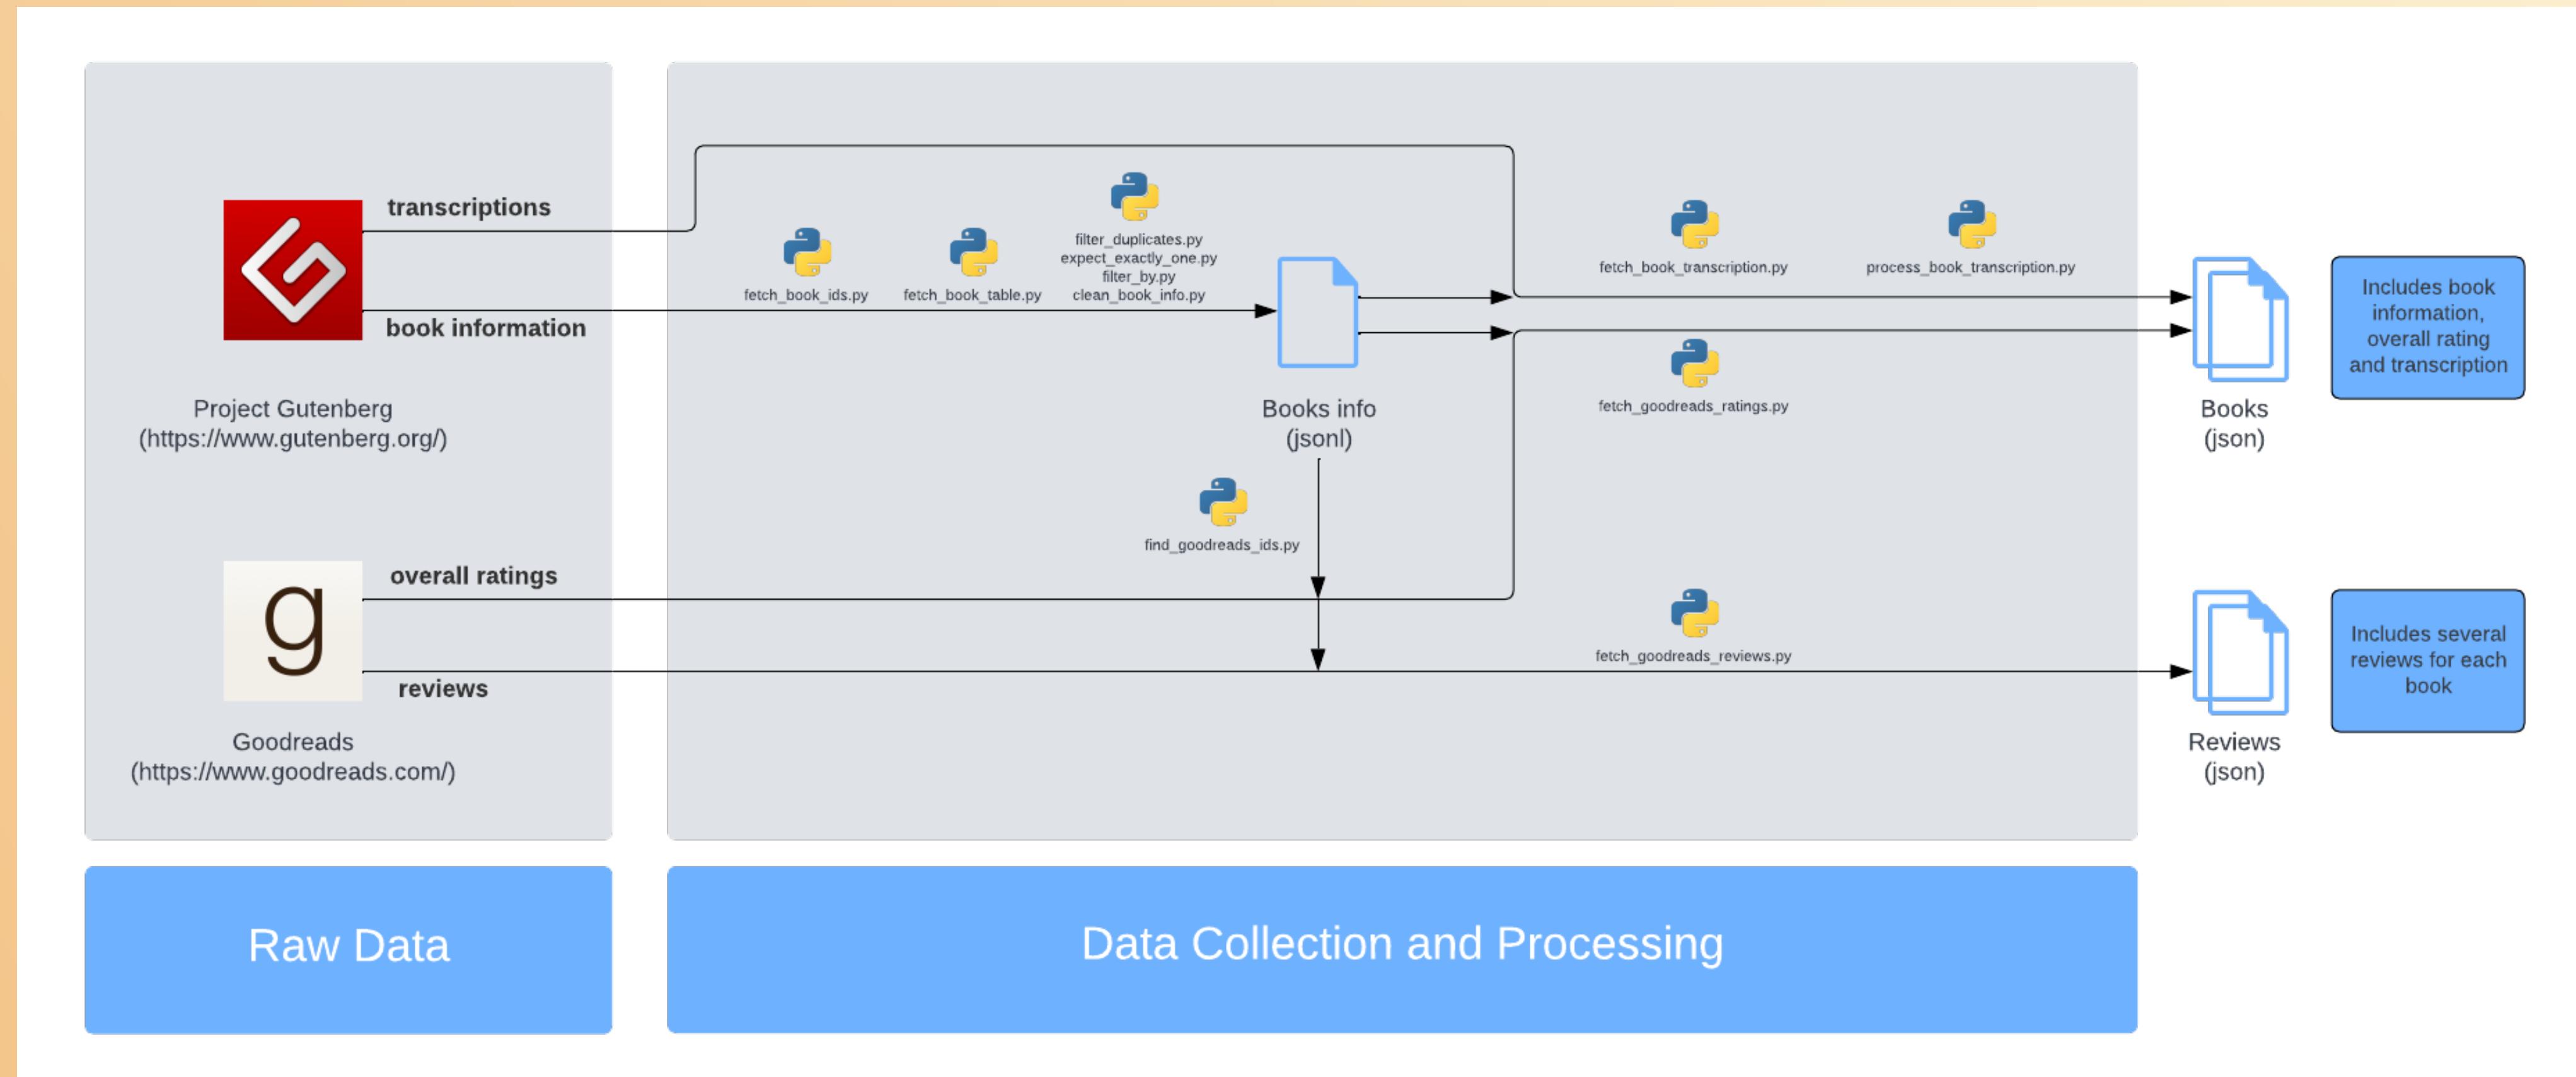 transcriptions
book information
Project Gutenberg
(https://www.gutenberg.org/)
overall ratings
g
reviews
Goodreads
(https://www.goodreads.com/)
fetch_book_ids.py
fetch_book_table.py
filter_duplicates.py
expect_exactly_one.py
filter_by.py
clean_book_info.py
Books info
(jsonl)
find_goodreads_ids.py
fetch_book_transcription.py
process_book_transcription.py
fetch_goodreads_ratings.py
fetch_goodreads_reviews.py
Books
(json)
Includes book
information,
overall rating
and transcription
Reviews
(json)
Includes several
reviews for each
book
Raw Data
Data Collection and Processing